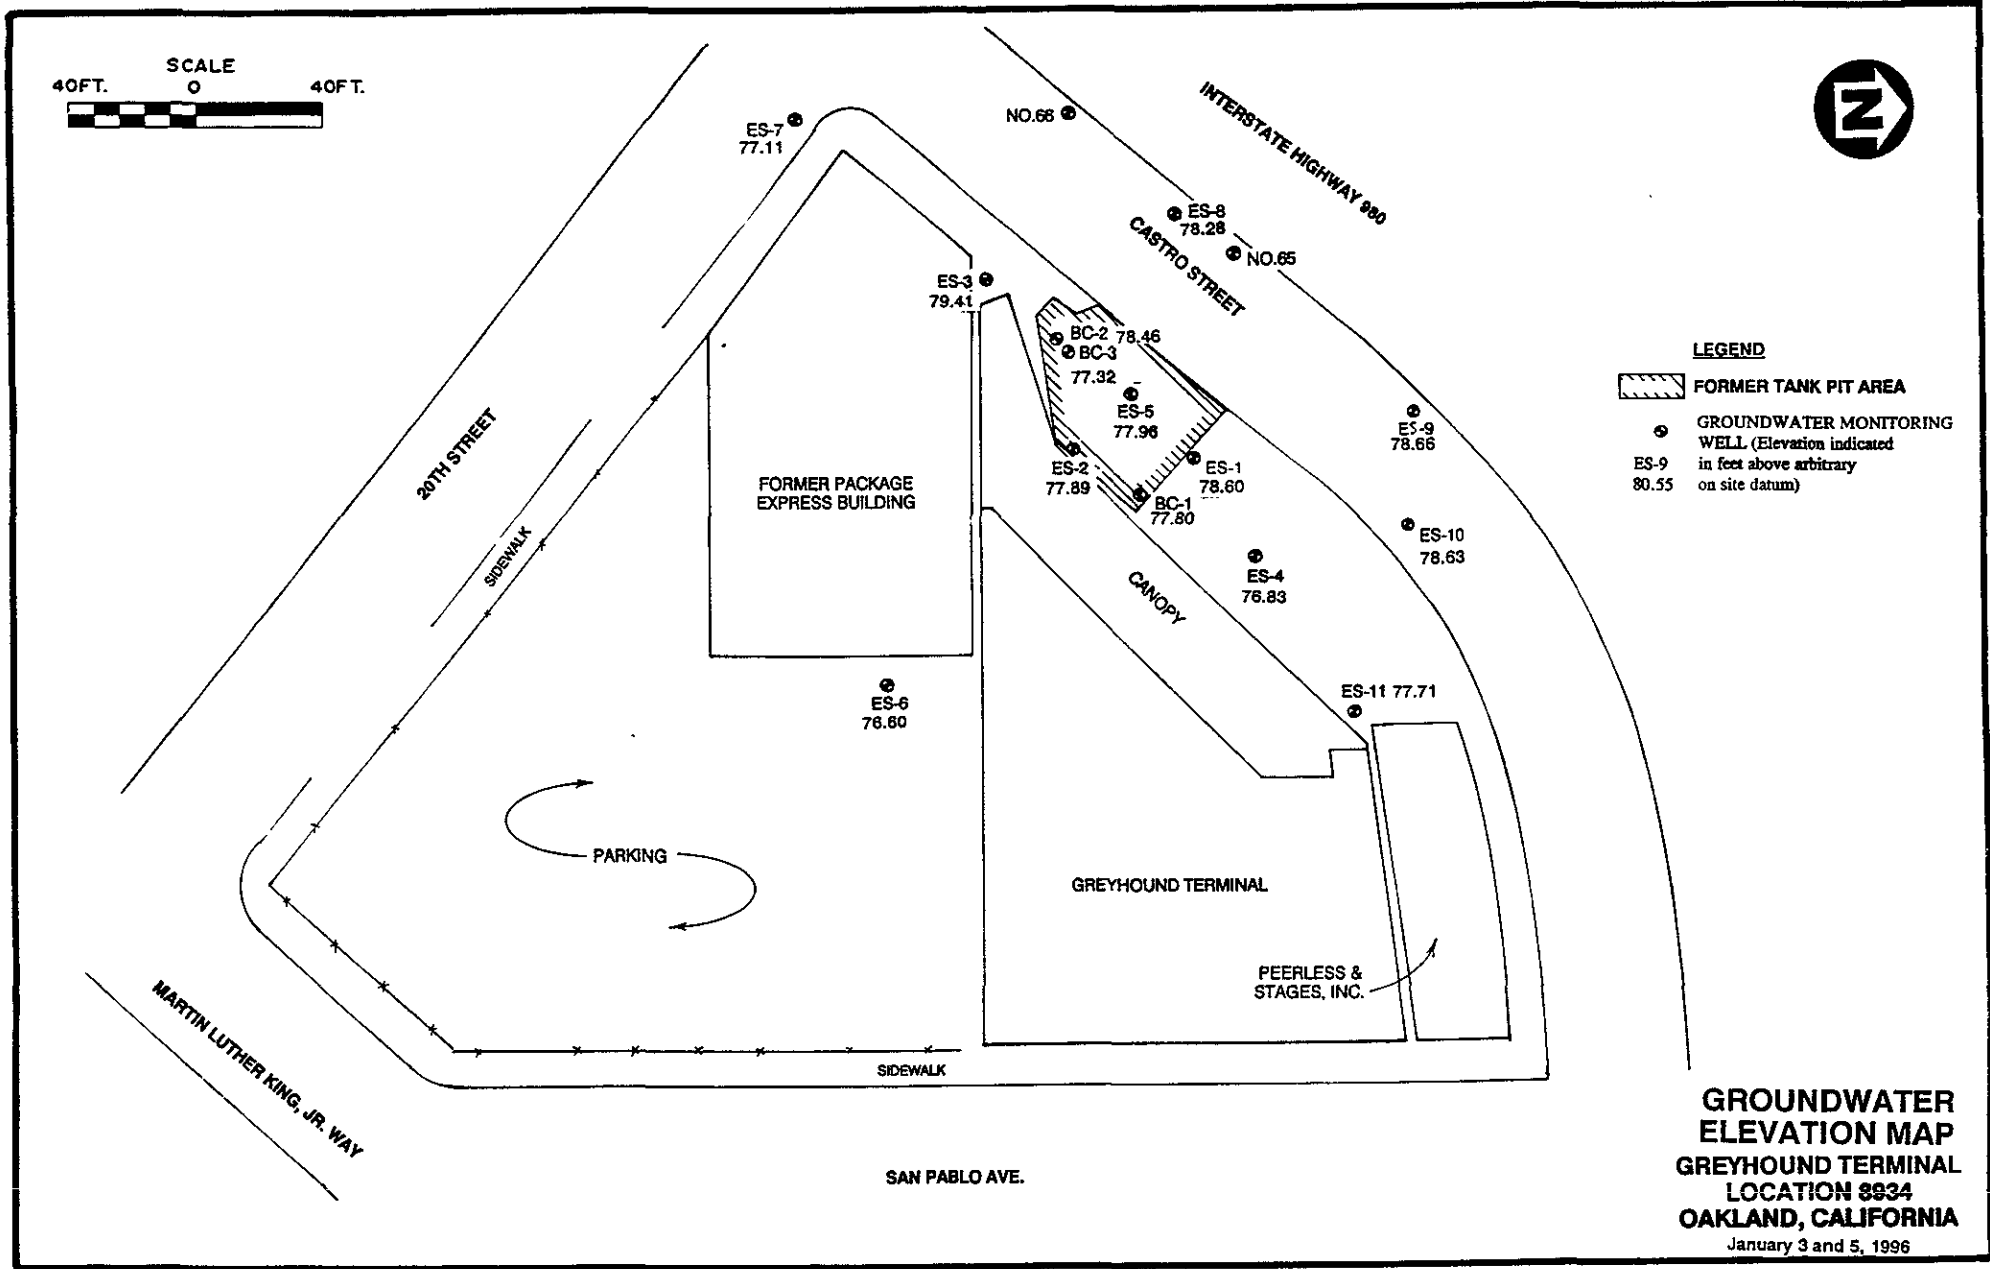 SCALE
40FT. 0 40FT.
N
INTERSTATE HIGHWAY 980
NO.66
ES-7
77.11
ES-8
78.28
CASTRO STREET
NO.65
ES-3
79.41
BC-2 78.46
BC-3
77.32
ES-5
77.96
LEGEND
FORMER TANK PIT AREA
GROUNDWATER MONITORING
WELL (Elevation indicated
ES-9 in feet above arbitrary
80.55 on site datum)
ES-9
78.66
20TH STREET
ES-2
77.89
ES-1
78.60
BC-1
77.80
FORMER PACKAGE
EXPRESS BUILDING
SIDEWALK
ES-10
78.63
CANOPY
ES-4
76.83
ES-6
76.60
ES-11 77.71
PARKING
GREYHOUND TERMINAL
PEERLESS &
STAGES, INC.
MARTIN LUTHER KING, JR. WAY
SIDEWALK
SAN PABLO AVE.
GROUNDWATER
ELEVATION MAP
GREYHOUND TERMINAL
LOCATION 8934
OAKLAND, CALIFORNIA
January 3 and 5, 1996